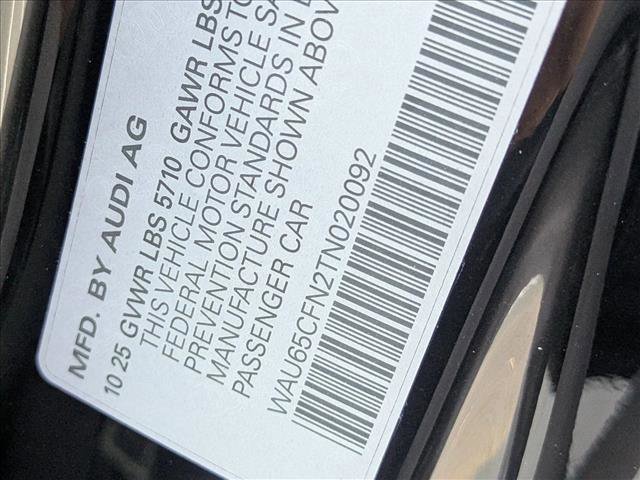 MFD. BY AUDI AG
10 25 GVWR LBS 5710 GAWR LBS
THIS VEHICLE CONFORMS TO
FEDERAL MOTOR VEHICLE SA
PREVENTION STANDARDS IN
MANUFACTURE SHOWN ABOV
PASSENGER CAR
WAU65CFN2TN020092